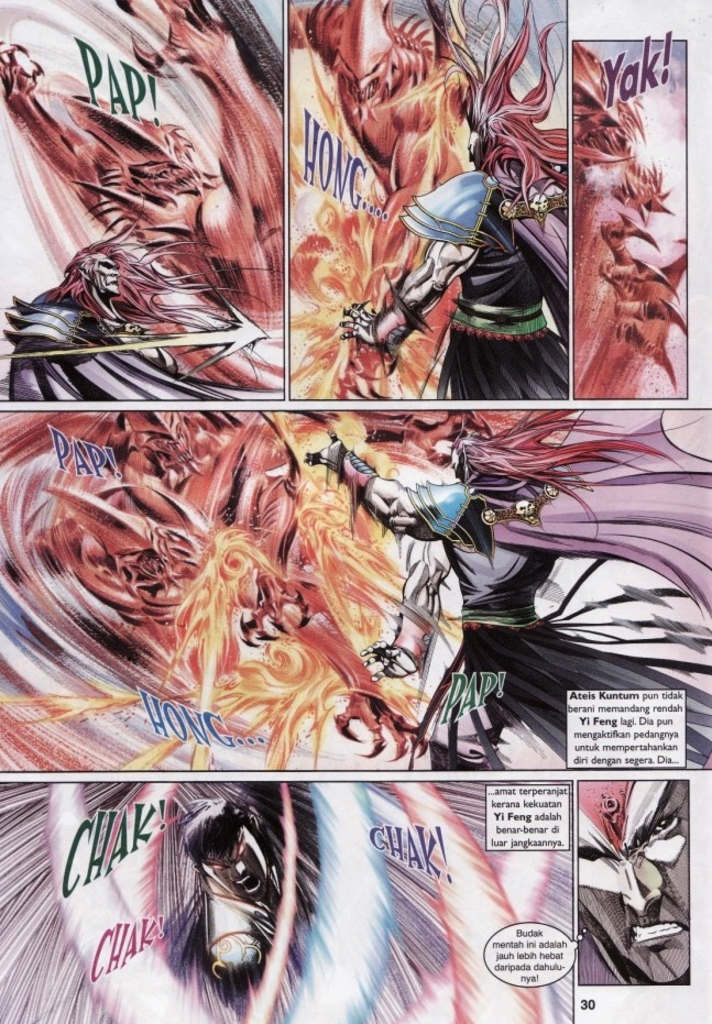 PAP!
HONG....
Yak!
PAP!
HONG...
PAP!
Ateis Kuntum pun tidak
berani memandang rendah
Yi Feng lagi. Dia pun
mengaktifkan pedangnya
untuk mempertahankan
diri dengan segera. Dia...
CHAK!
CHAK!
CHAK!
...amat terperanjat
kerana kekuatan
Yi Feng adalah
benar-benar di
luar jangkaannya.
Budak
mentah ini adalah
jauh lebih hebat
daripada dahulu-
nya!
30